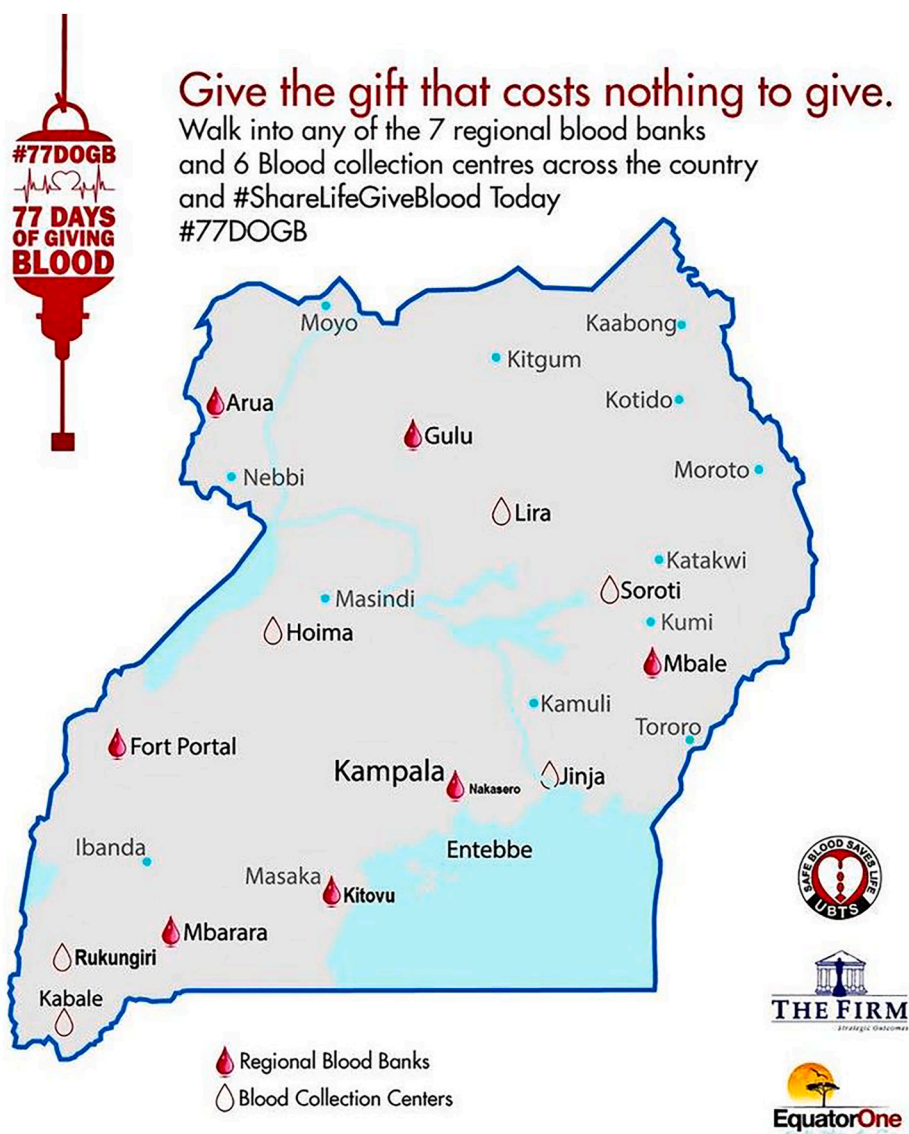 #77DOGB
77 DAYS
OF GIVING
BLOOD
Give the gift that costs nothing to give.
Walk into any of the 7 regional blood banks
and 6 Blood collection centres across the country
and #ShareLifeGiveBlood Today
#77DOGB
Moyo
Kaabong
Kitgum
Kotido
Arua
Gulu
Moroto
Nebbi
Lira
Katakwi
Soroti
Masindi
Kumi
Hoima
Mbale
Kamuli
Tororo
Fort Portal
Kampala
Nakasero
Jinja
Ibanda
Entebbe
Masaka
Kitovu
Mbarara
Rukungiri
Kabale
Regional Blood Banks
Blood Collection Centers
SAFE BLOOD SAVES LIFE
UBTS
THE FIRM
Strategic Outcomes
EquatorOne